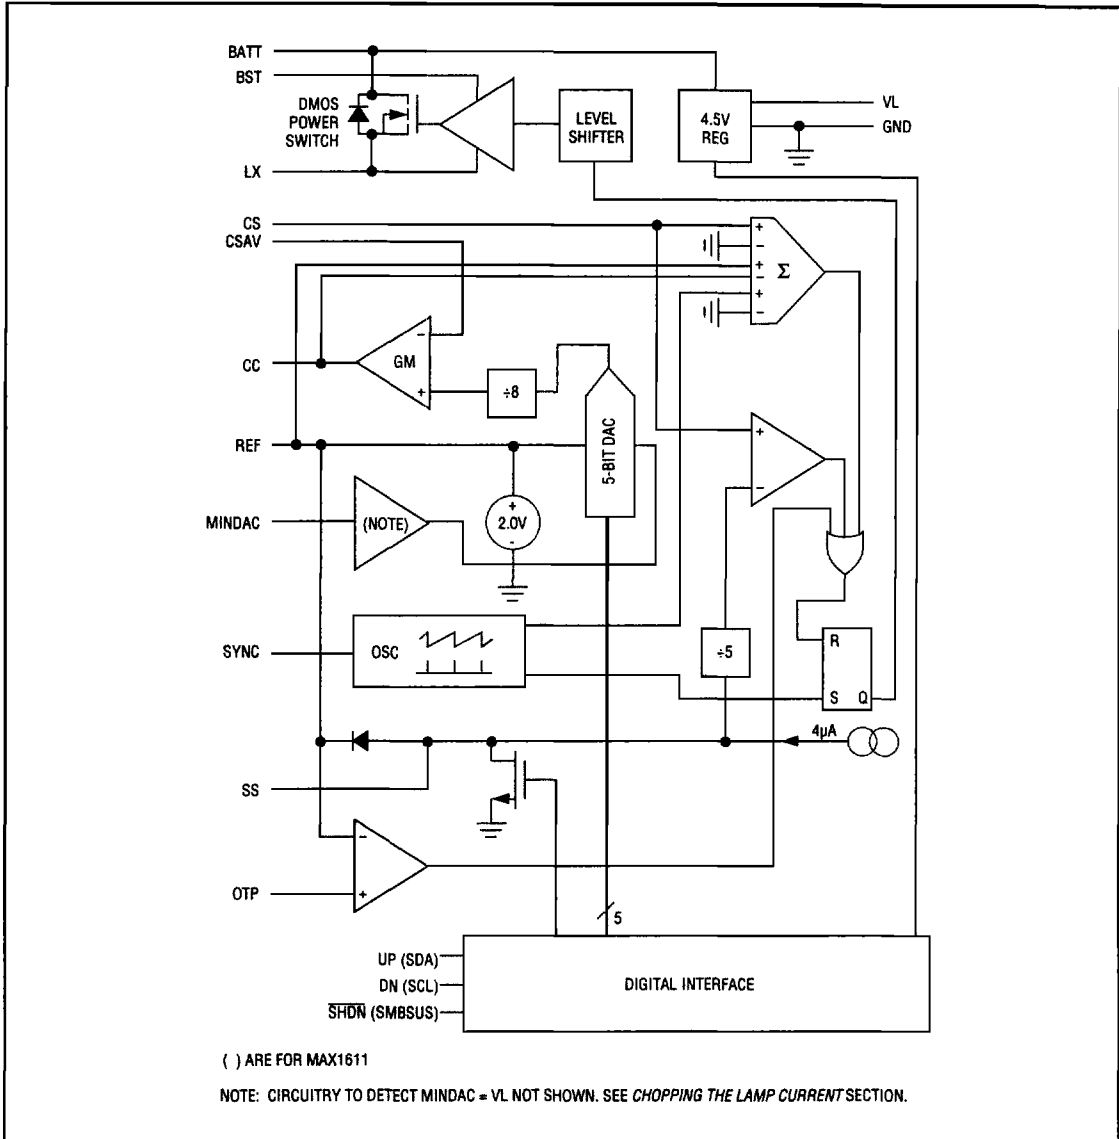 BATT
BST
DMOS
POWER
SWITCH
LX
LEVEL
SHIFTER
4.5V
REG
VL
GND
CS
CSAV
+
−
+
−
+
−
Σ
CC
GM
−
+
÷8
5-BIT DAC
REF
+
2.0V
-
+
−
MINDAC
(NOTE)
SYNC
OSC
÷5
R
S Q
4µA
SS
−
+
OTP
5
UP (SDA)
DN (SCL)
SHDN (SMBSUS)
DIGITAL INTERFACE
( ) ARE FOR MAX1611
NOTE: CIRCUITRY TO DETECT MINDAC = VL NOT SHOWN. SEE CHOPPING THE LAMP CURRENT SECTION.